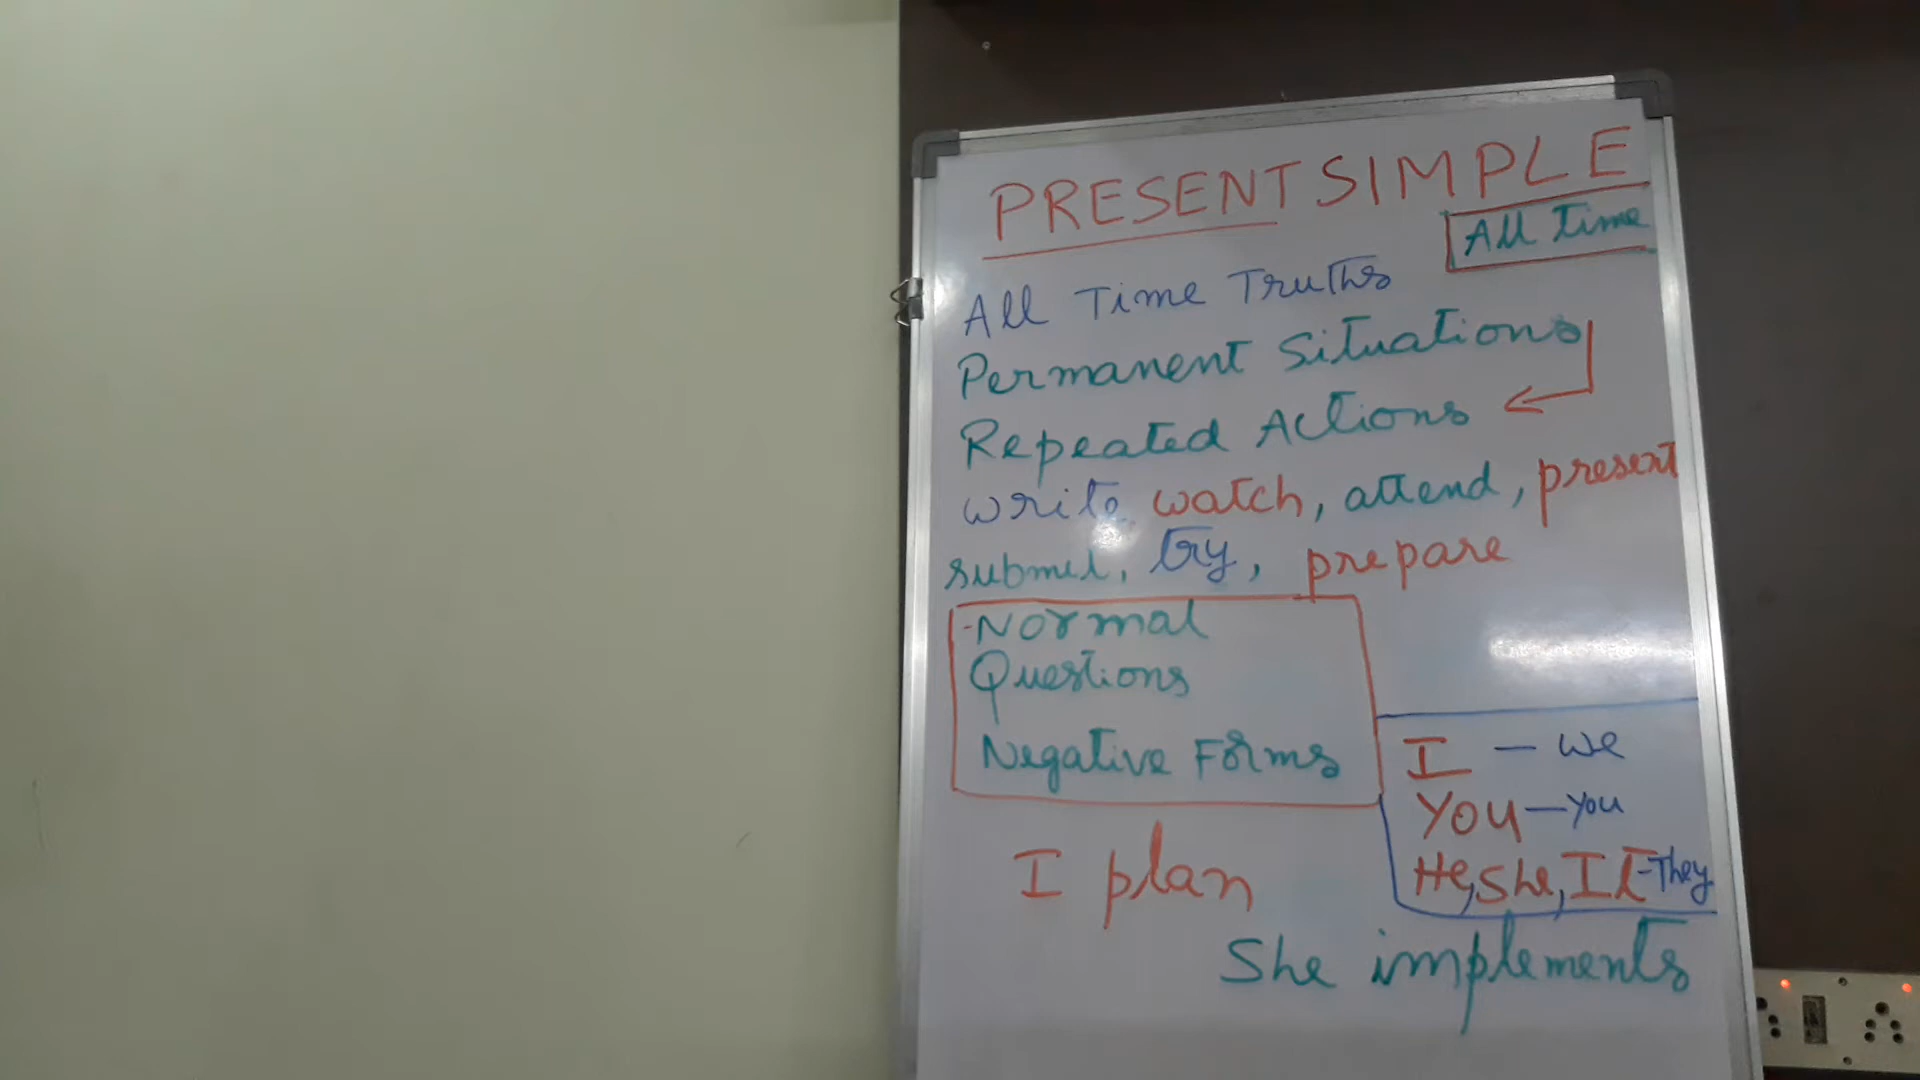 PRESENT SIMPLE
All Time
All Time Truths
Permanent Situations
Repeated Actions
write, watch, attend, present
submit, try, prepare
-Normal
Questions
Negative Forms
I - we
You - you
He, She, It - They
I plan
She implements